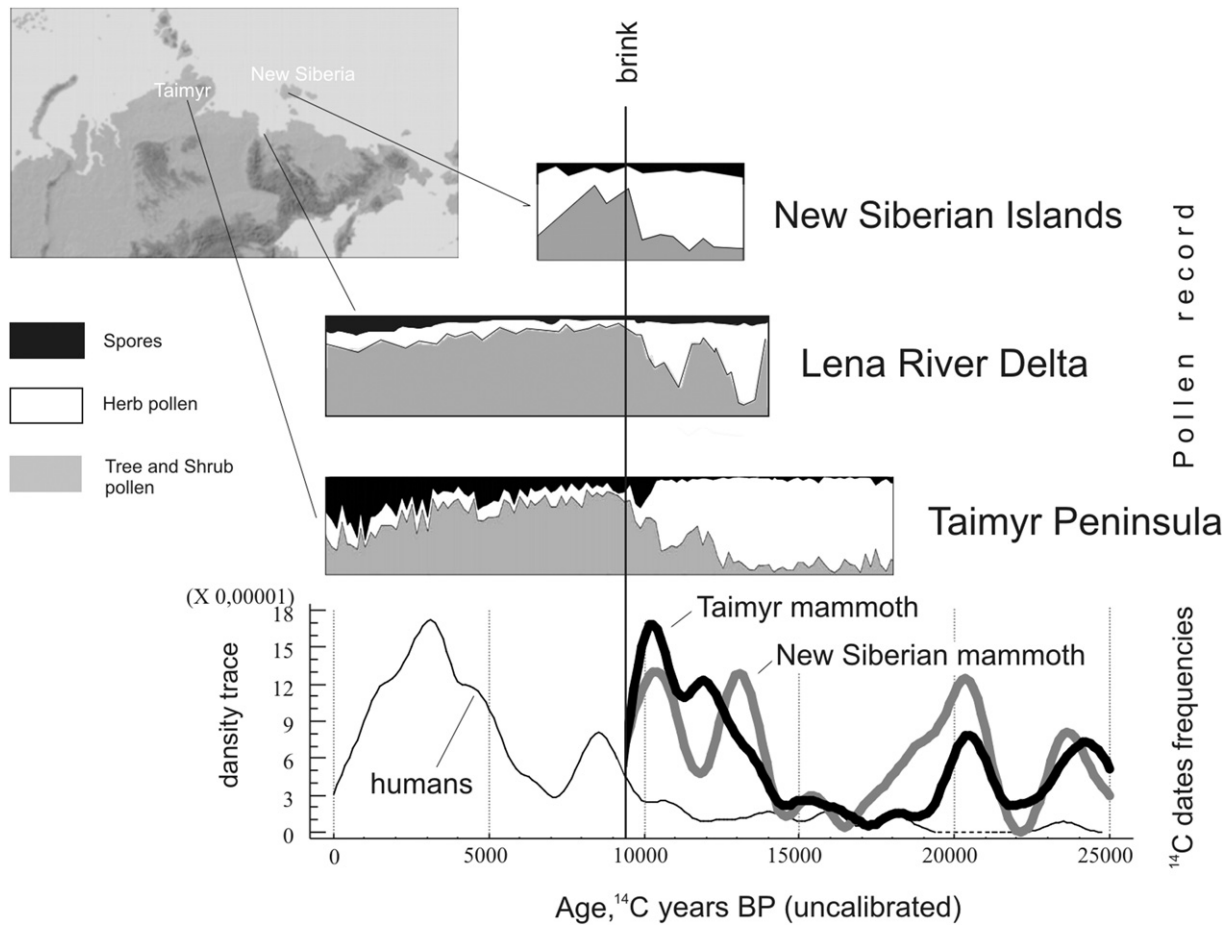 brink
New Siberia
Taimyr
New Siberian Islands
Spores
Herb pollen
Tree and Shrub
pollen
Lena River Delta
Taimyr Peninsula
Pollen record
(X 0,00001)
18
15
12
9
6
3
0
dansity trace
humans
Taimyr mammoth
New Siberian mammoth
¹⁴C dates frequencies
0 5000 10000 15000 20000 25000
Age,¹⁴C years BP (uncalibrated)